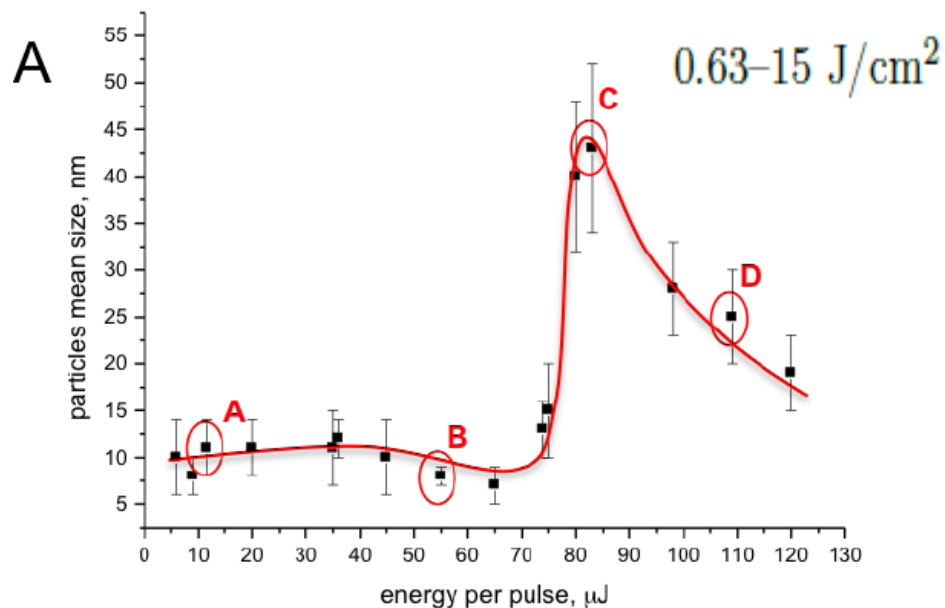 A
0.63–15 J/cm²
55
50
45
40
35
30
25
20
15
10
5
particles mean size, nm
A
B
C
D
0 10 20 30 40 50 60 70 80 90 100 110 120 130
energy per pulse, μJ